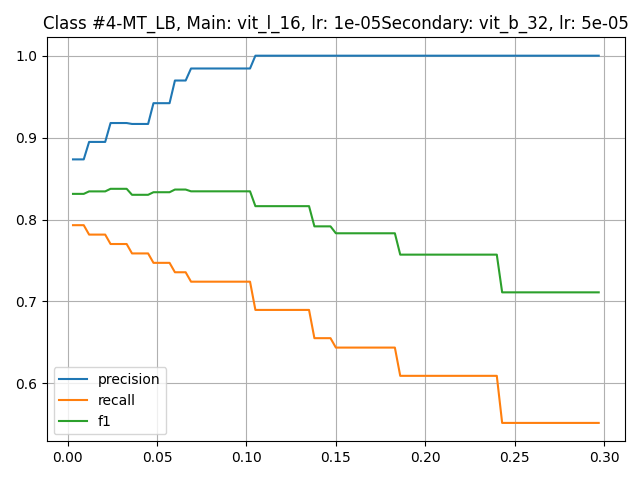 Class #4-MT_LB, Main: vit_l_16, lr: 1e-05Secondary: vit_b_32, lr: 5e-05
1.0
0.9
0.8
0.7
0.6
precision
recall
f1
0.00 0.05 0.10 0.15 0.20 0.25 0.30